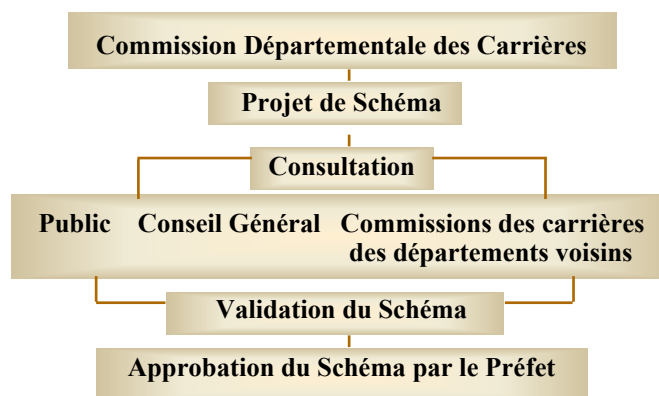 Commission Départementale des Carrières
Projet de Schéma
Consultation
Public Conseil Général Commissions des carrières
des départements voisins
Validation du Schéma
Approbation du Schéma par le Préfet